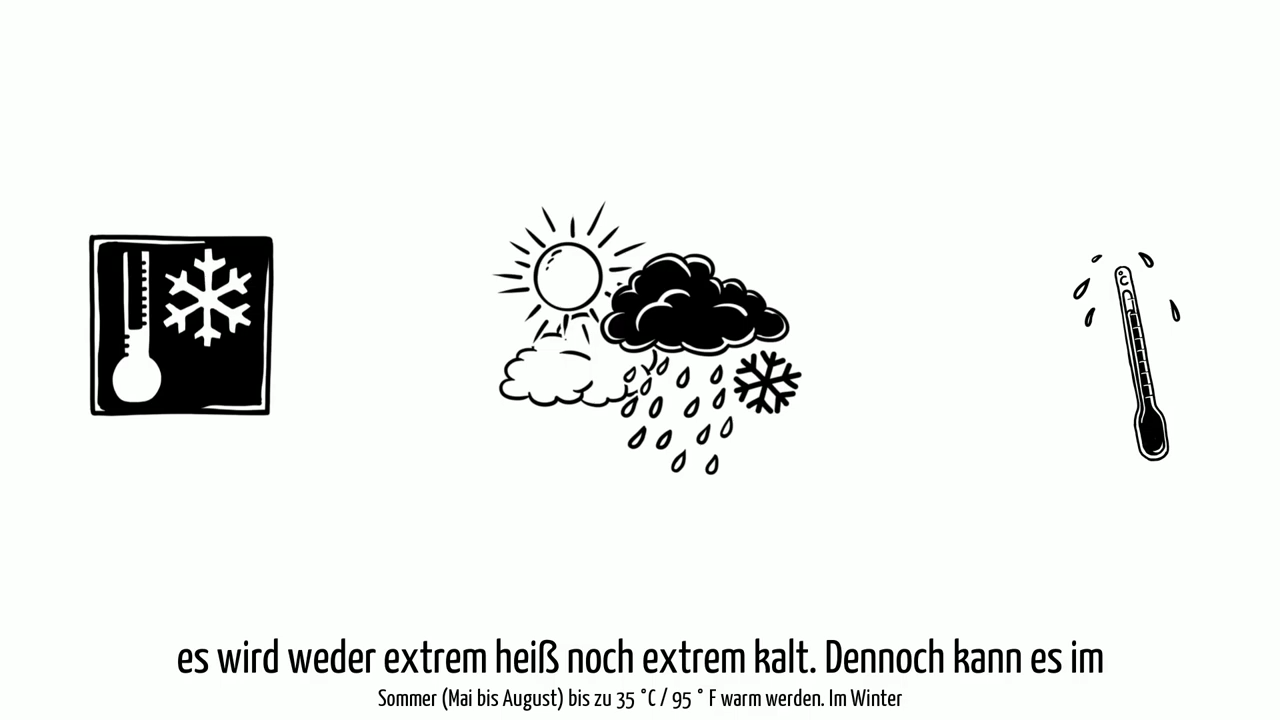 °C
es wird weder extrem heiß noch extrem kalt. Dennoch kann es im
Sommer (Mai bis August) bis zu 35 °C / 95 ° F warm werden. Im Winter